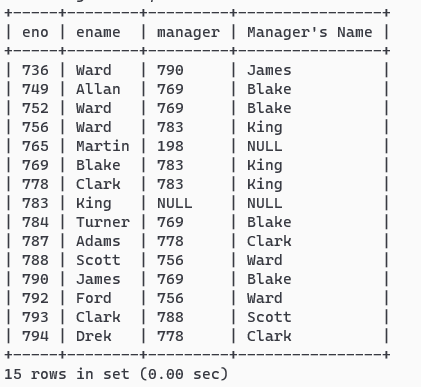 +-----+--------+---------+----------------+
| eno | ename  | manager | Manager's Name |
+-----+--------+---------+----------------+
| 736 | Ward   | 790     | James          |
| 749 | Allan  | 769     | Blake          |
| 752 | Ward   | 769     | Blake          |
| 756 | Ward   | 783     | King           |
| 765 | Martin | 198     | NULL           |
| 769 | Blake  | 783     | King           |
| 778 | Clark  | 783     | King           |
| 783 | King   | NULL    | NULL           |
| 784 | Turner | 769     | Blake          |
| 787 | Adams  | 778     | Clark          |
| 788 | Scott  | 756     | Ward           |
| 790 | James  | 769     | Blake          |
| 792 | Ford   | 756     | Ward           |
| 793 | Clark  | 788     | Scott          |
| 794 | Drek   | 778     | Clark          |
+-----+--------+---------+----------------+
15 rows in set (0.00 sec)